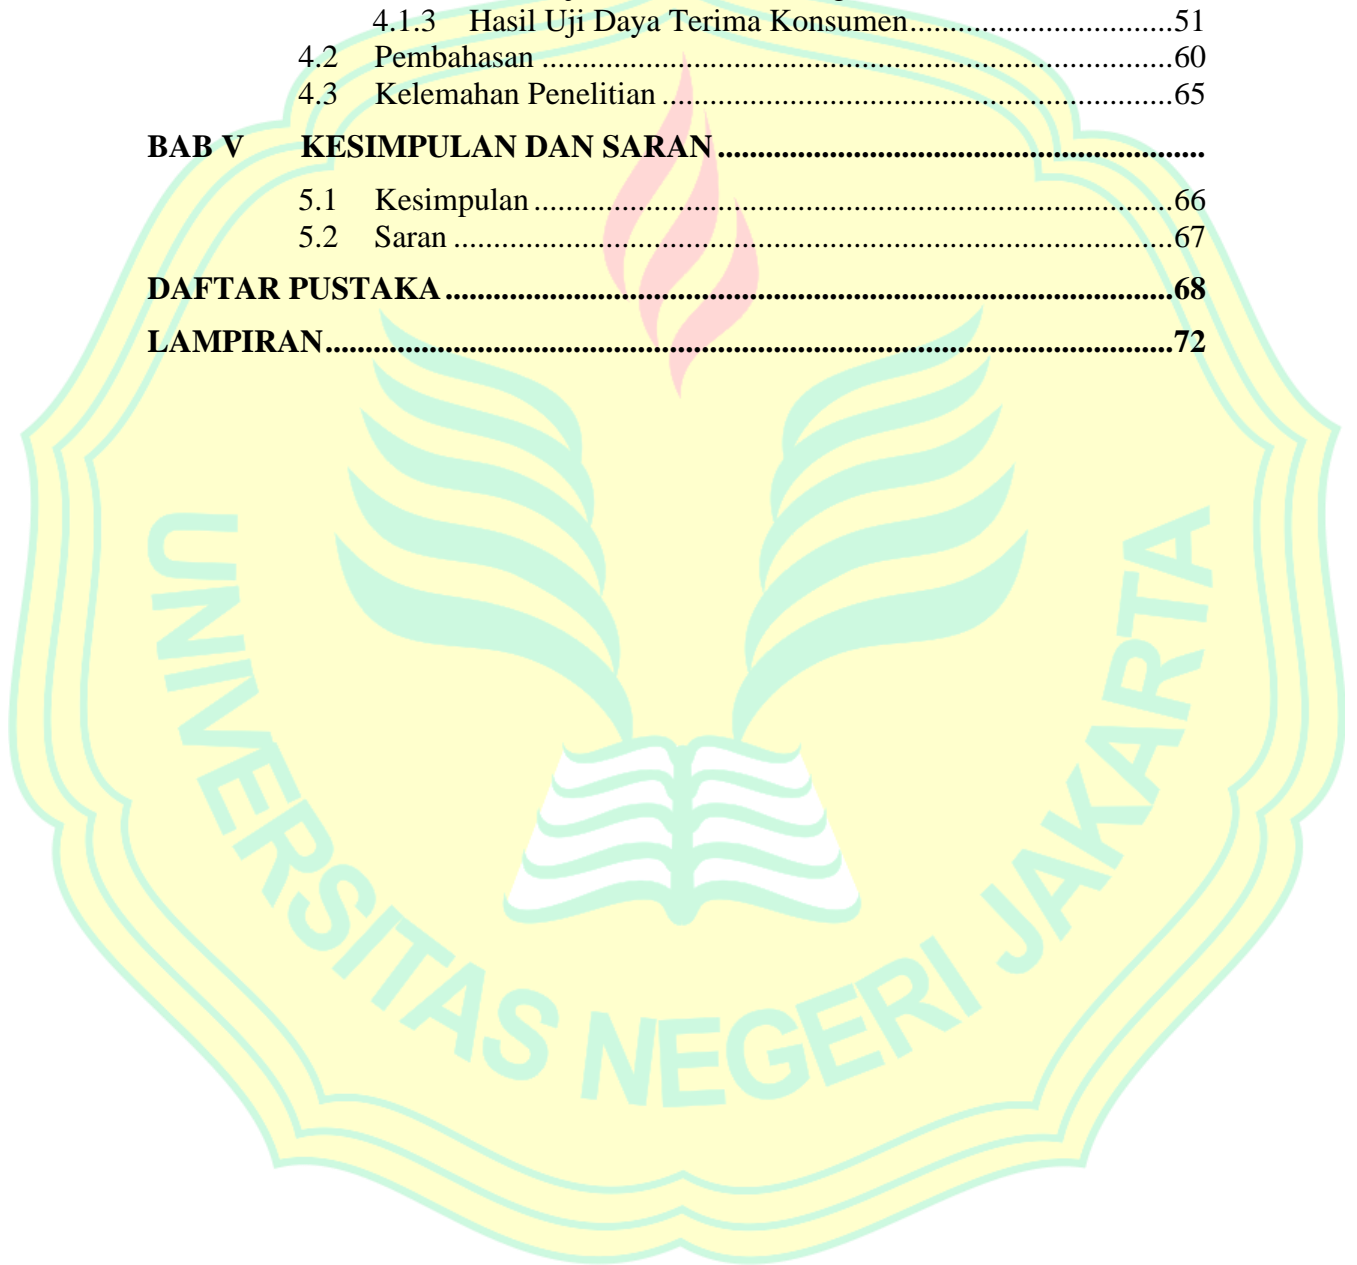 4.1.3 Hasil Uji Daya Terima Konsumen..............................51
4.2 Pembahasan..............................................................................60
4.3 Kelemahan Penelitian...............................................................65
BAB V KESIMPULAN DAN SARAN............................................................
5.1 Kesimpulan...............................................................................66
5.2 Saran.........................................................................................67
DAFTAR PUSTAKA........................................................................................68
LAMPIRAN.......................................................................................................72
UNIVERSITAS NEGERI JAKARTA